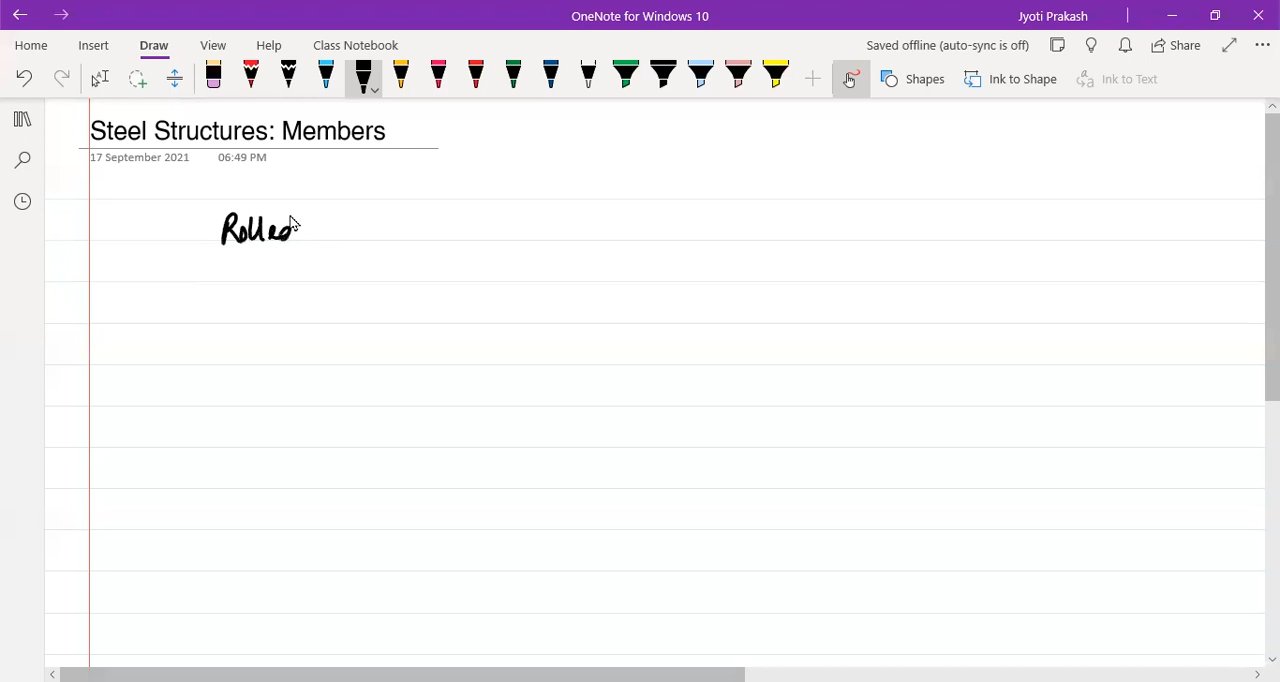 OneNote for Windows 10
Jyoti Prakash
Home Insert Draw View Help Class Notebook
Saved offline (auto-sync is off)
Share
Shapes
Ink to Shape
Ink to Text
Steel Structures: Members
17 September 2021 06:49 PM
Rolled